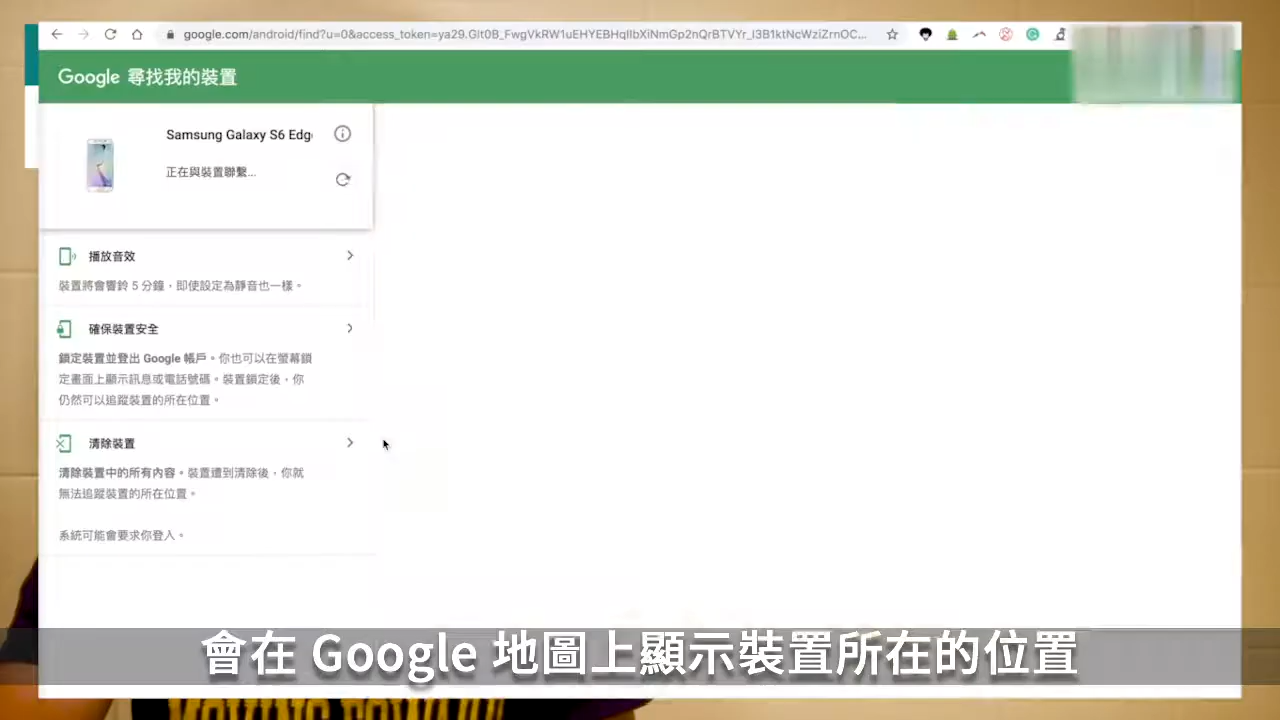 google.com/android/find?u=0&access_token=ya29.GIt0B_FwgVkRW1uEHYEBHqIIbXiNmGp2nQrBTVYr_I3B1ktNcWziZrnOC...
Google 尋找我的裝置
Samsung Galaxy S6 Edg
正在與裝置聯繫...
播放音效
裝置將會響鈴 5 分鐘，即使設定為靜音也一樣。
確保裝置安全
鎖定裝置並登出 Google 帳戶。你也可以在螢幕鎖
定畫面上顯示訊息或電話號碼。裝置鎖定後，你
仍然可以追蹤裝置的所在位置。
清除裝置
清除裝置中的所有內容。裝置遭到清除後，你就
無法追蹤裝置的所在位置。
系統可能會要求你登入。
會在 Google 地圖上顯示裝置所在的位置